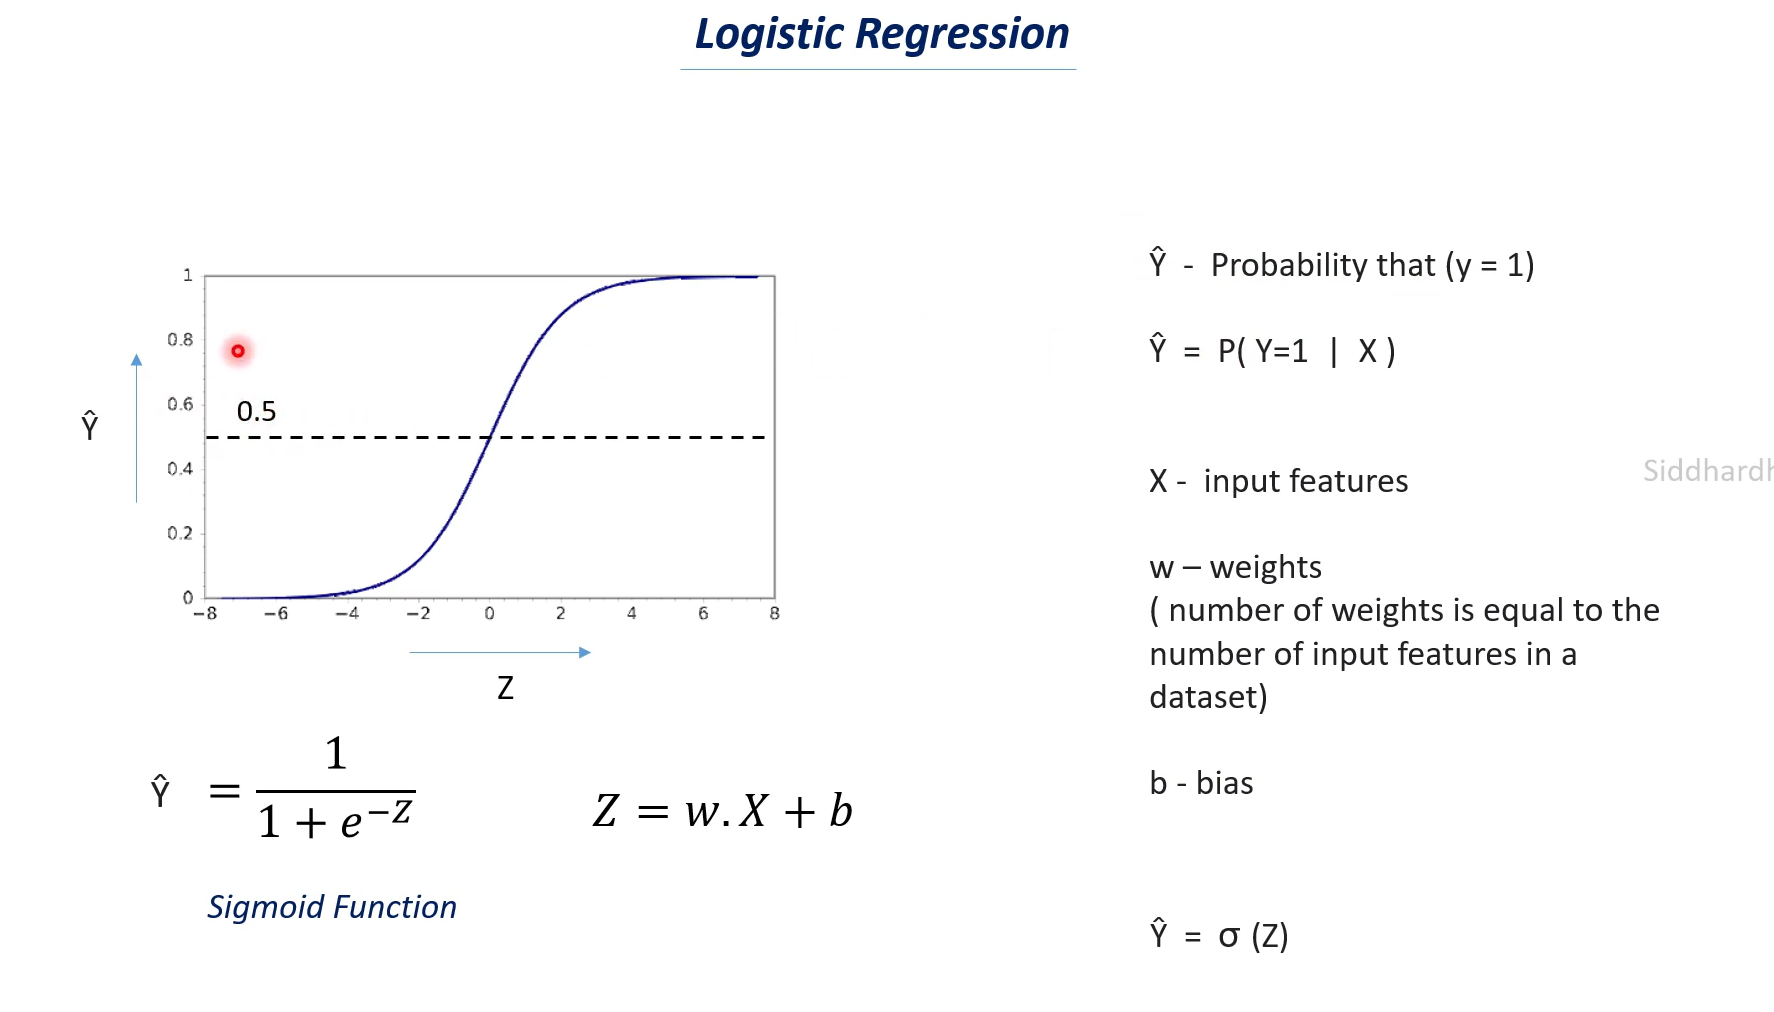 Logistic Regression
1
0.8
0.6
0.5
0.4
0.2
0
−8 −6 −4 −2 0 2 4 6 8
Ŷ
Z
Ŷ = 1 / (1 + e^−Z)
Z = w. X + b
Sigmoid Function
Ŷ - Probability that (y = 1)
Ŷ = P( Y=1 | X )
X - input features
w – weights
( number of weights is equal to the
number of input features in a
dataset)
b - bias
Ŷ = σ (Z)
Siddhardh